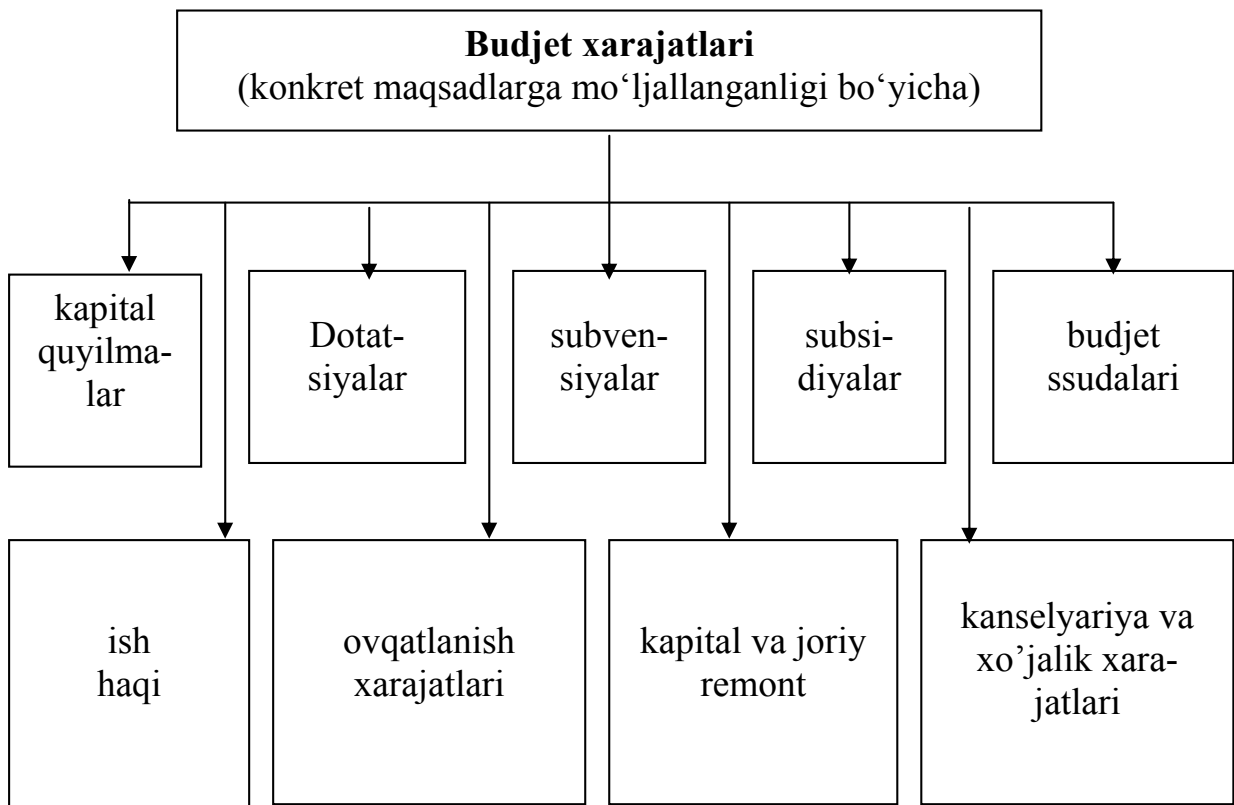 Budjet xarajatlari
(konkret maqsadlarga mo‘ljallanganligi bo‘yicha)
kapital
quyilma-
lar
Dotat-
siyalar
subven-
siyalar
subsi-
diyalar
budjet
ssudalari
ish
haqi
ovqatlanish
xarajatlari
kapital va joriy
remont
kanselyariya va
xo’jalik xara-
jatlari